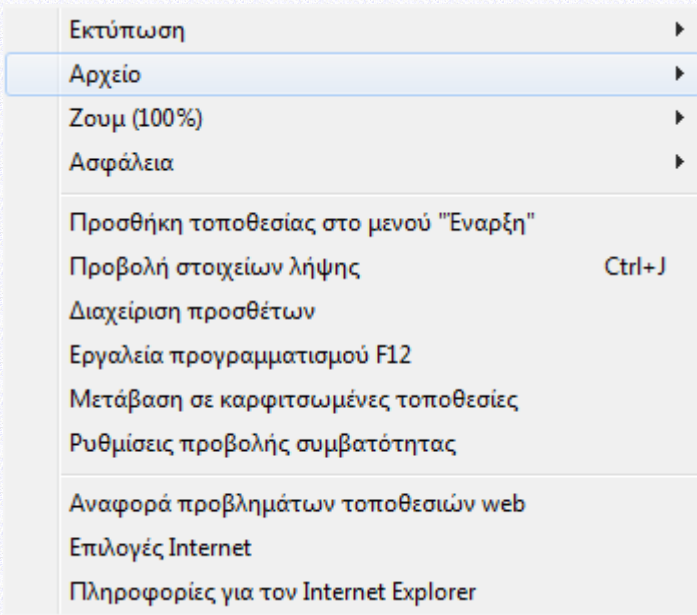 Εκτύπωση
Αρχείο
Ζουμ (100%)
Ασφάλεια
Προσθήκη τοποθεσίας στο μενού "Έναρξη"
Προβολή στοιχείων λήψης Ctrl+J
Διαχείριση προσθέτων
Εργαλεία προγραμματισμού F12
Μετάβαση σε καρφιτσωμένες τοποθεσίες
Ρυθμίσεις προβολής συμβατότητας
Αναφορά προβλημάτων τοποθεσιών web
Επιλογές Internet
Πληροφορίες για τον Internet Explorer